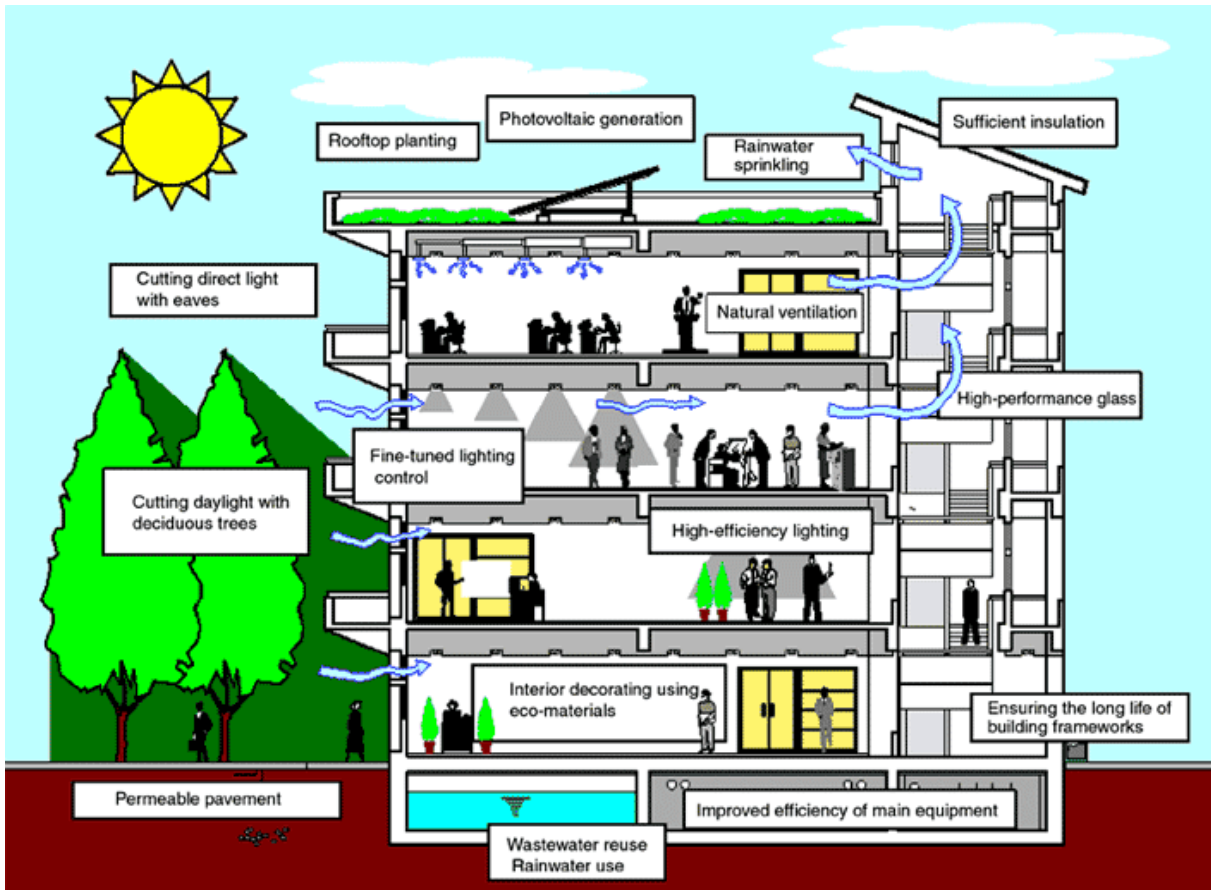 Photovoltaic generation
Rooftop planting
Sufficient insulation
Rainwater
sprinkling
Cutting direct light
with eaves
Natural ventilation
High-performance glass
Fine-tuned lighting
control
Cutting daylight with
deciduous trees
High-efficiency lighting
Interior decorating using
eco-materials
Ensuring the long life of
building frameworks
Permeable pavement
Improved efficiency of main equipment
Wastewater reuse
Rainwater use